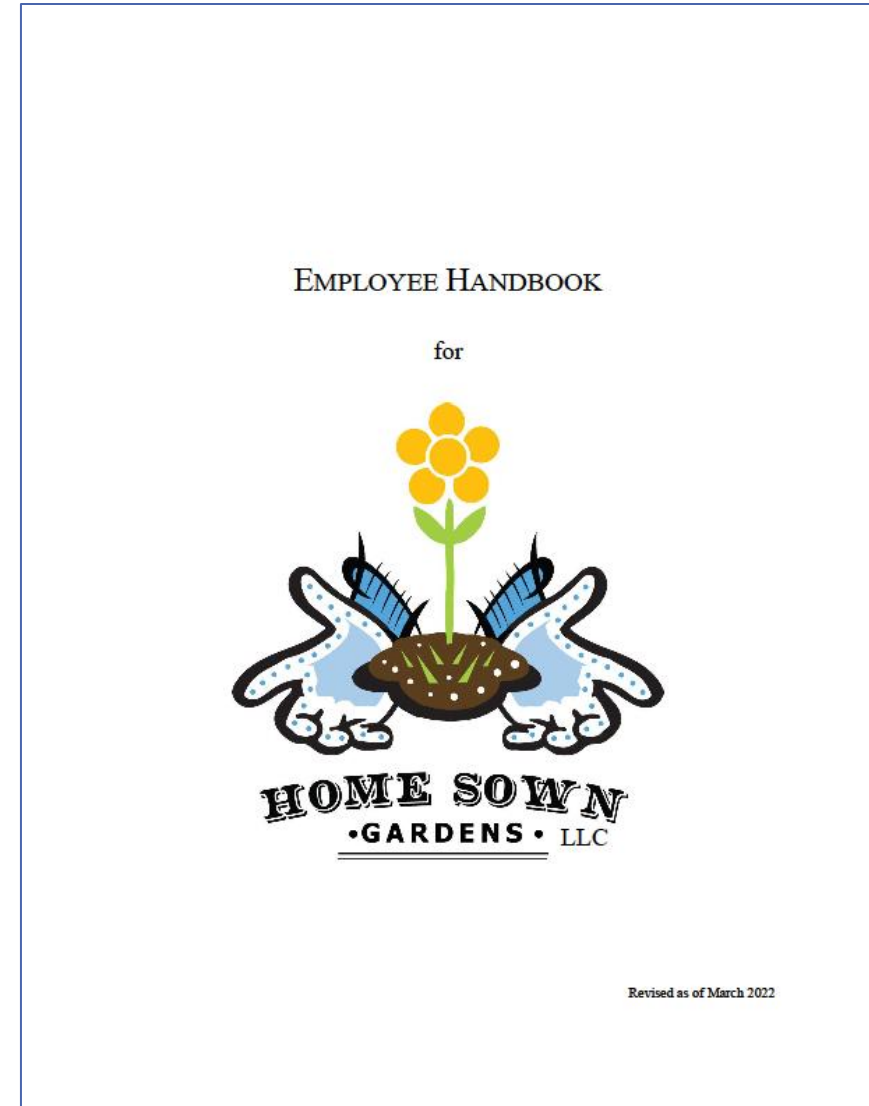 EMPLOYEE HANDBOOK
for
HOME SOWN
•GARDENS• LLC
Revised as of March 2022